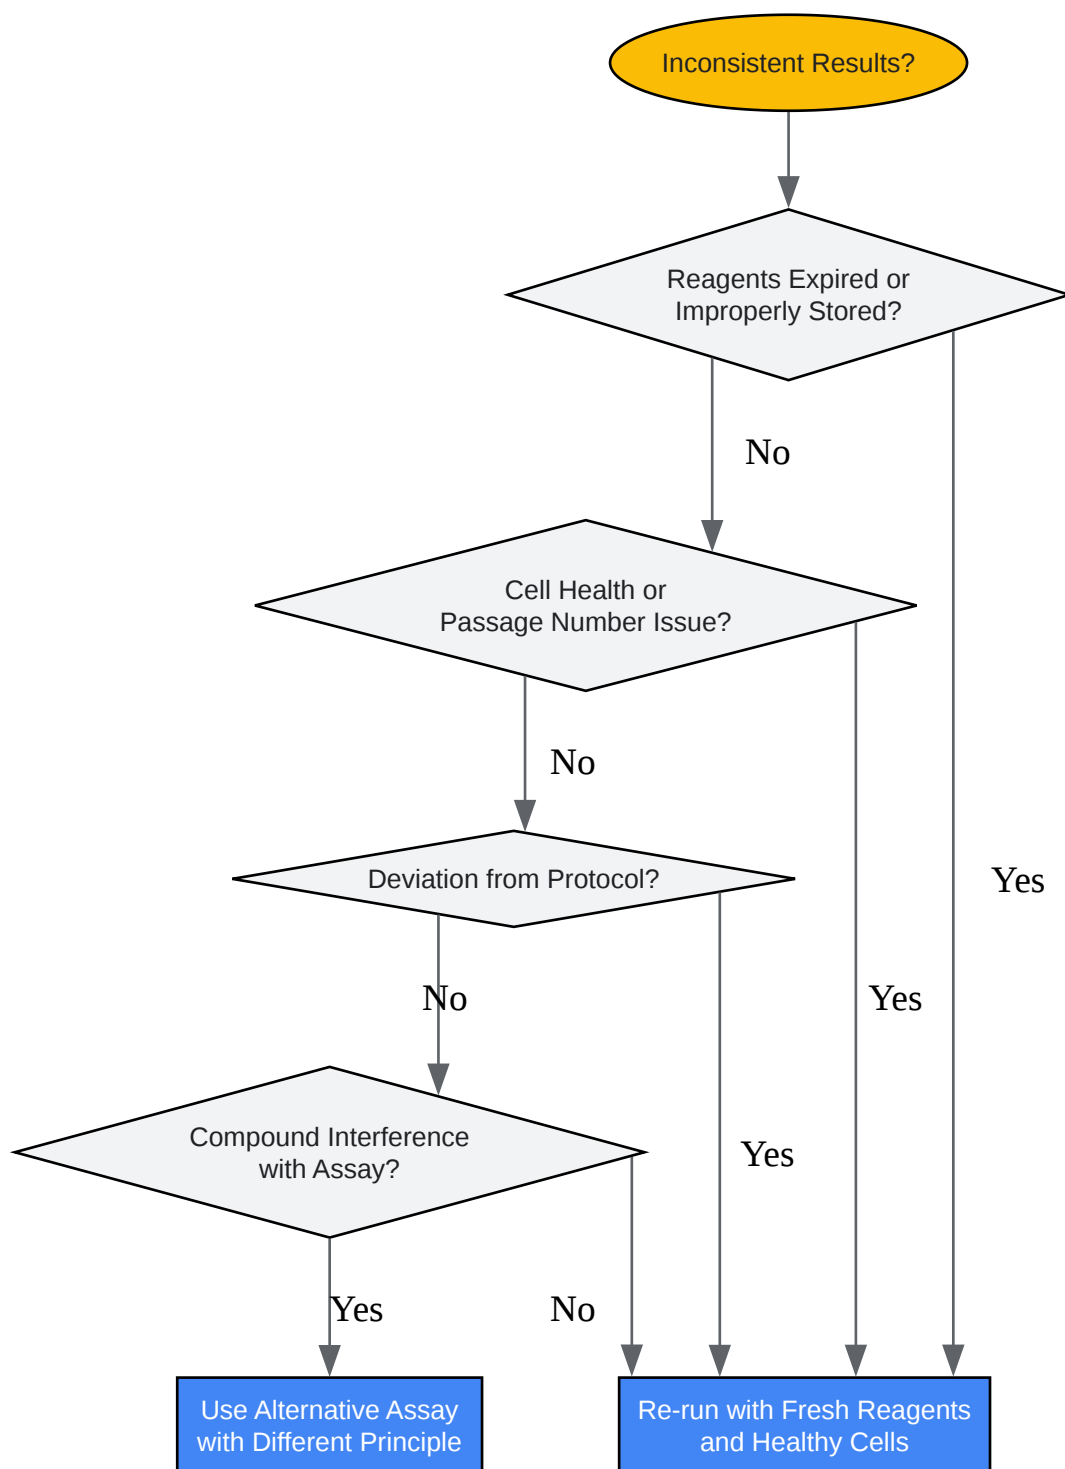 Inconsistent Results?
Reagents Expired or
Improperly Stored?
No
Cell Health or
Passage Number Issue?
No
Deviation from Protocol?
Yes
No
Yes
Compound Interference
with Assay?
Yes
Yes
No
Use Alternative Assay
with Different Principle
Re-run with Fresh Reagents
and Healthy Cells